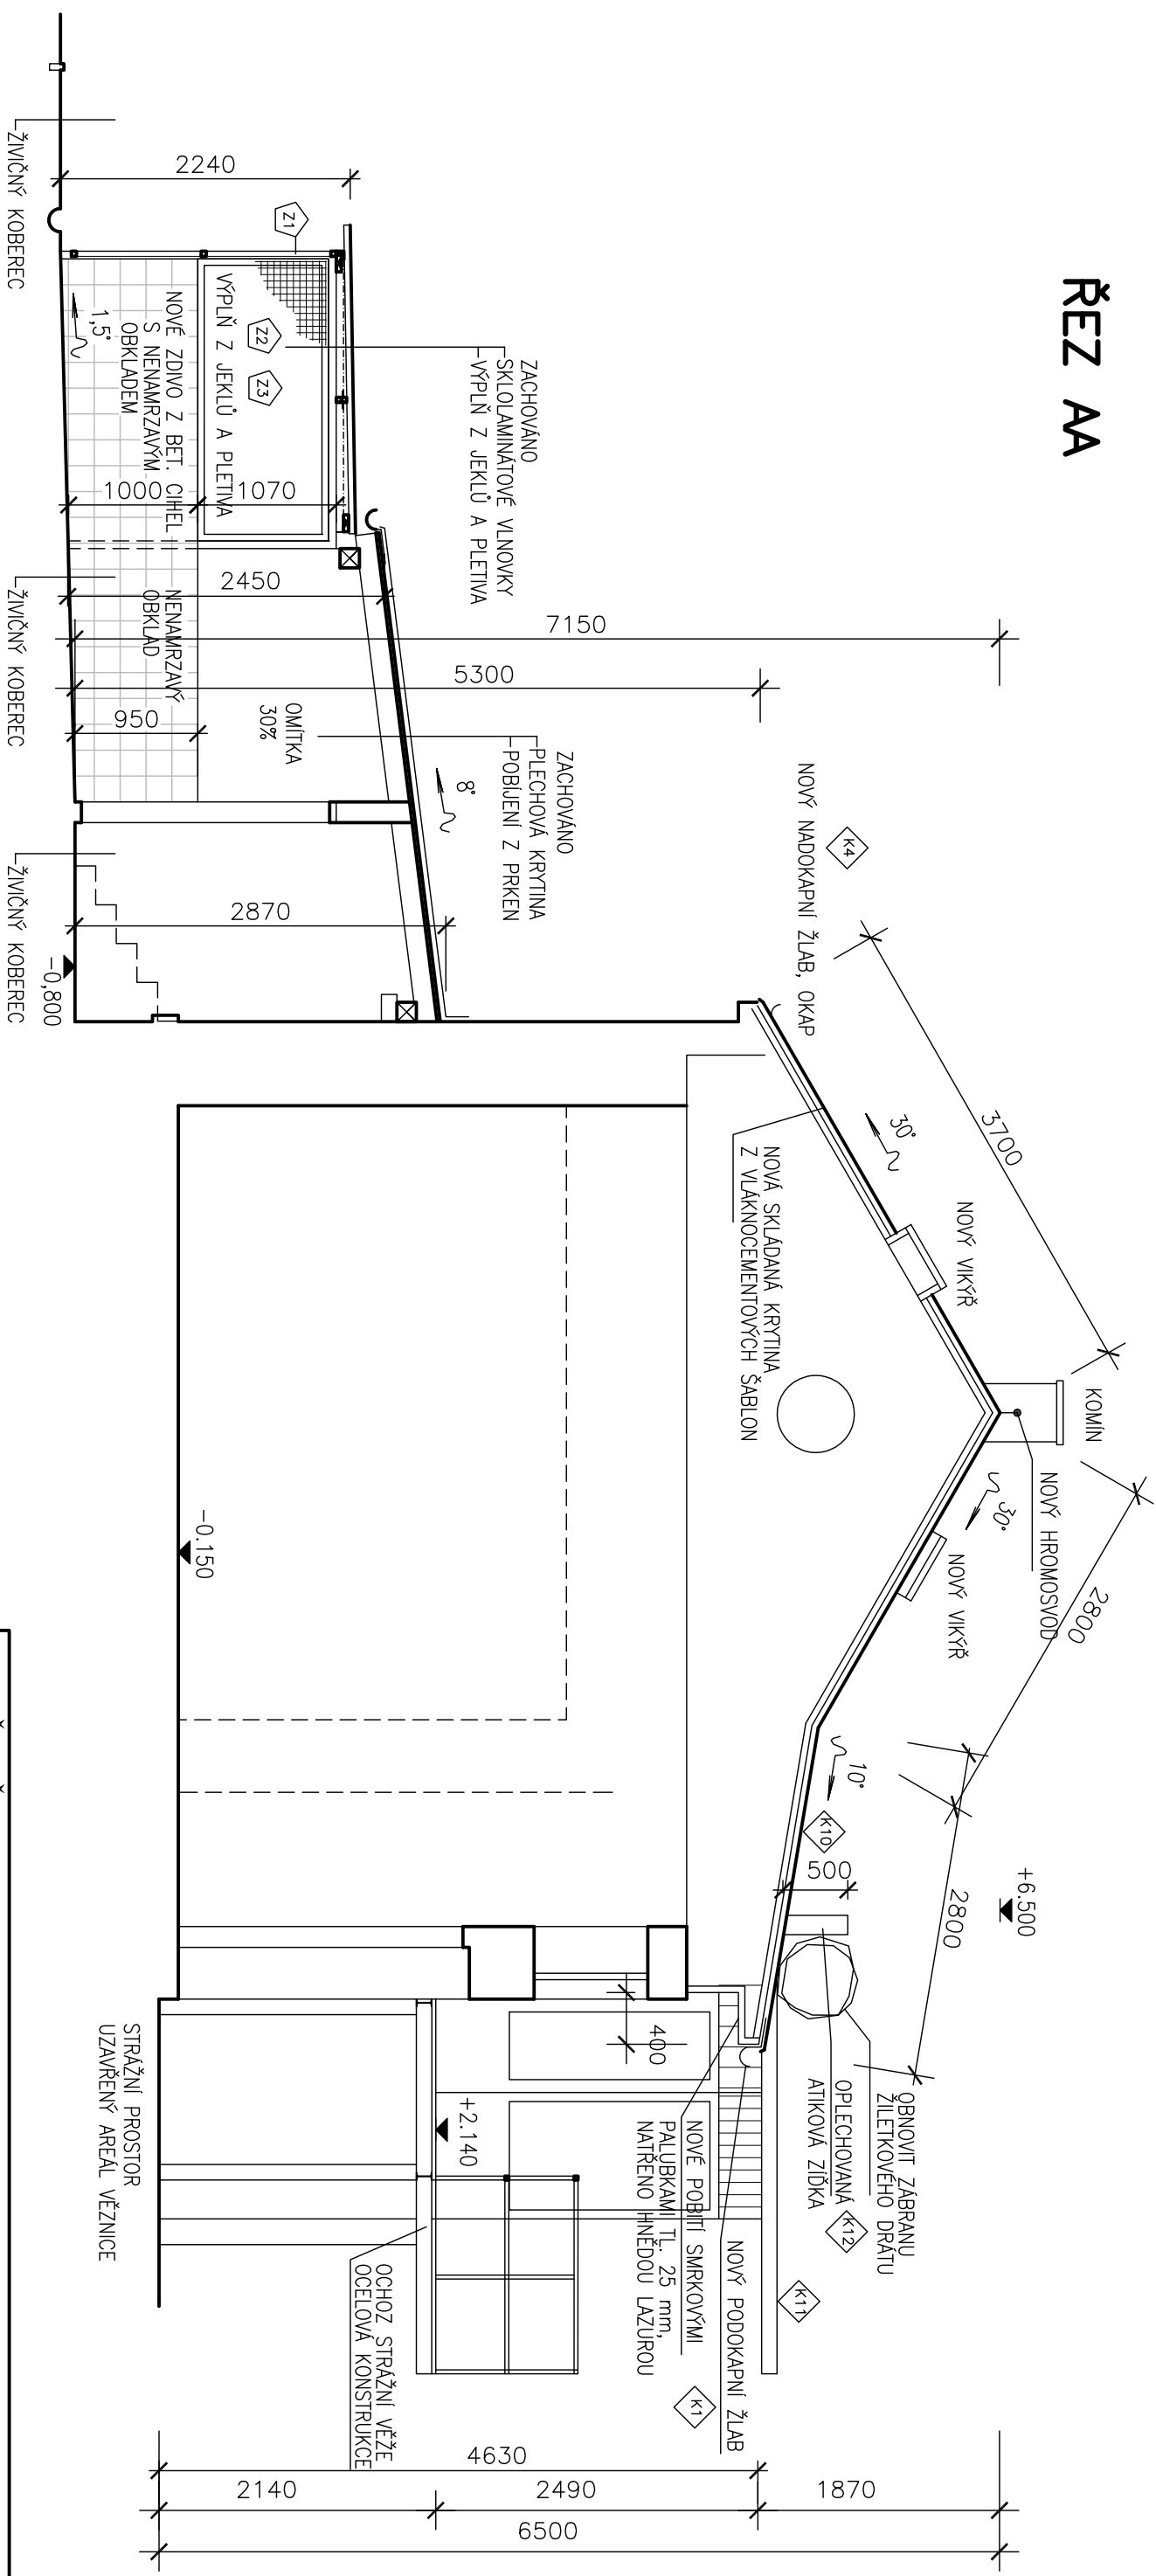 ŘEZ AA
3700
2800
2800
+6.500
KOMÍN
NOVÝ HROMOSVOD
NOVÝ VIKÝŘ
NOVÝ VIKÝŘ
30°
30°
10°
K10
500
OBNOVIT ZÁBRANU
ŽILETKOVÉHO DRÁTU
OPLECHOVANÁ
ATIKOVÁ ZÍDKA
K12
K11
K4
NOVÝ NADOKAPNÍ ŽLAB, OKAP
NOVÁ SKLÁDANÁ KRYTINA
Z VLÁKNOCEMENTOVÝCH ŠABLON
NOVÝ PODOKAPNÍ ŽLAB
NOVÉ POBITÍ SMRKOVÝMI
PALUBKAMI TL. 25 mm,
NATŘENO HNĚDOU LAZUROU
K1
400
7150
5300
ZACHOVÁNO
PLECHOVÁ KRYTINA
POBÍJENÍ Z PRKEN
8°
ZACHOVÁNO
SKLOLAMINÁTOVÉ VLNOVKY
VÝPLŇ Z JEKLŮ A PLETIVA
Z1
Z2
Z3
VÝPLŇ Z JEKLŮ A PLETIVA
NOVÉ ZDIVO Z BET. CIHEL
S NENAMRZAVÝM
OBKLADEM
1,5°
2240
1000
1070
2450
NENAMRZAVÝ
OBKLAD
950
OMÍTKA
30%
2870
-0,800
ŽIVIČNÝ KOBEREC
ŽIVIČNÝ KOBEREC
ŽIVIČNÝ KOBEREC
-0.150
+2.140
STRÁŽNÍ PROSTOR
UZAVŘENÝ AREÁL VĚZNICE
OCHOZ STRÁŽNÍ VĚŽE
OCELOVÁ KONSTRUKCE
4630
2140
2490
1870
6500